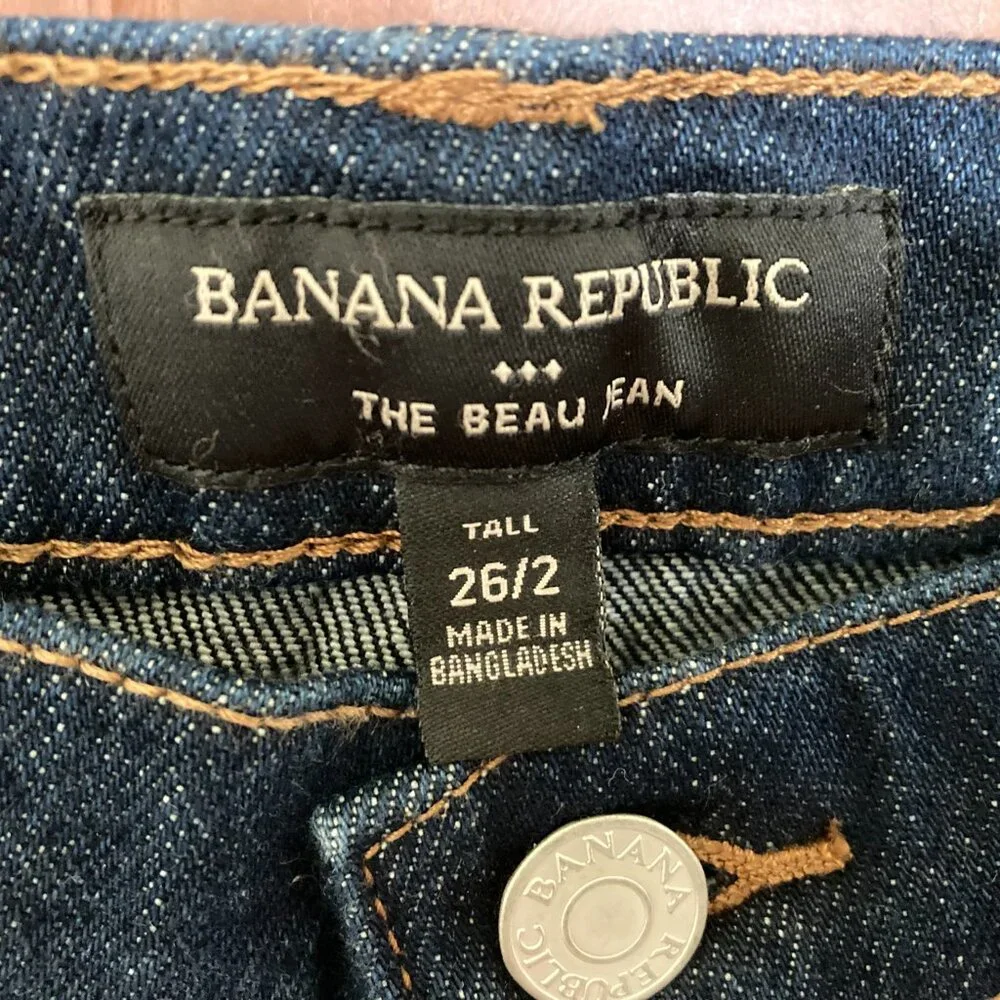 BANANA REPUBLIC
THE BEAU JEAN
TALL
26/2
MADE IN
BANGLADESH
BANANA REPUBLIC